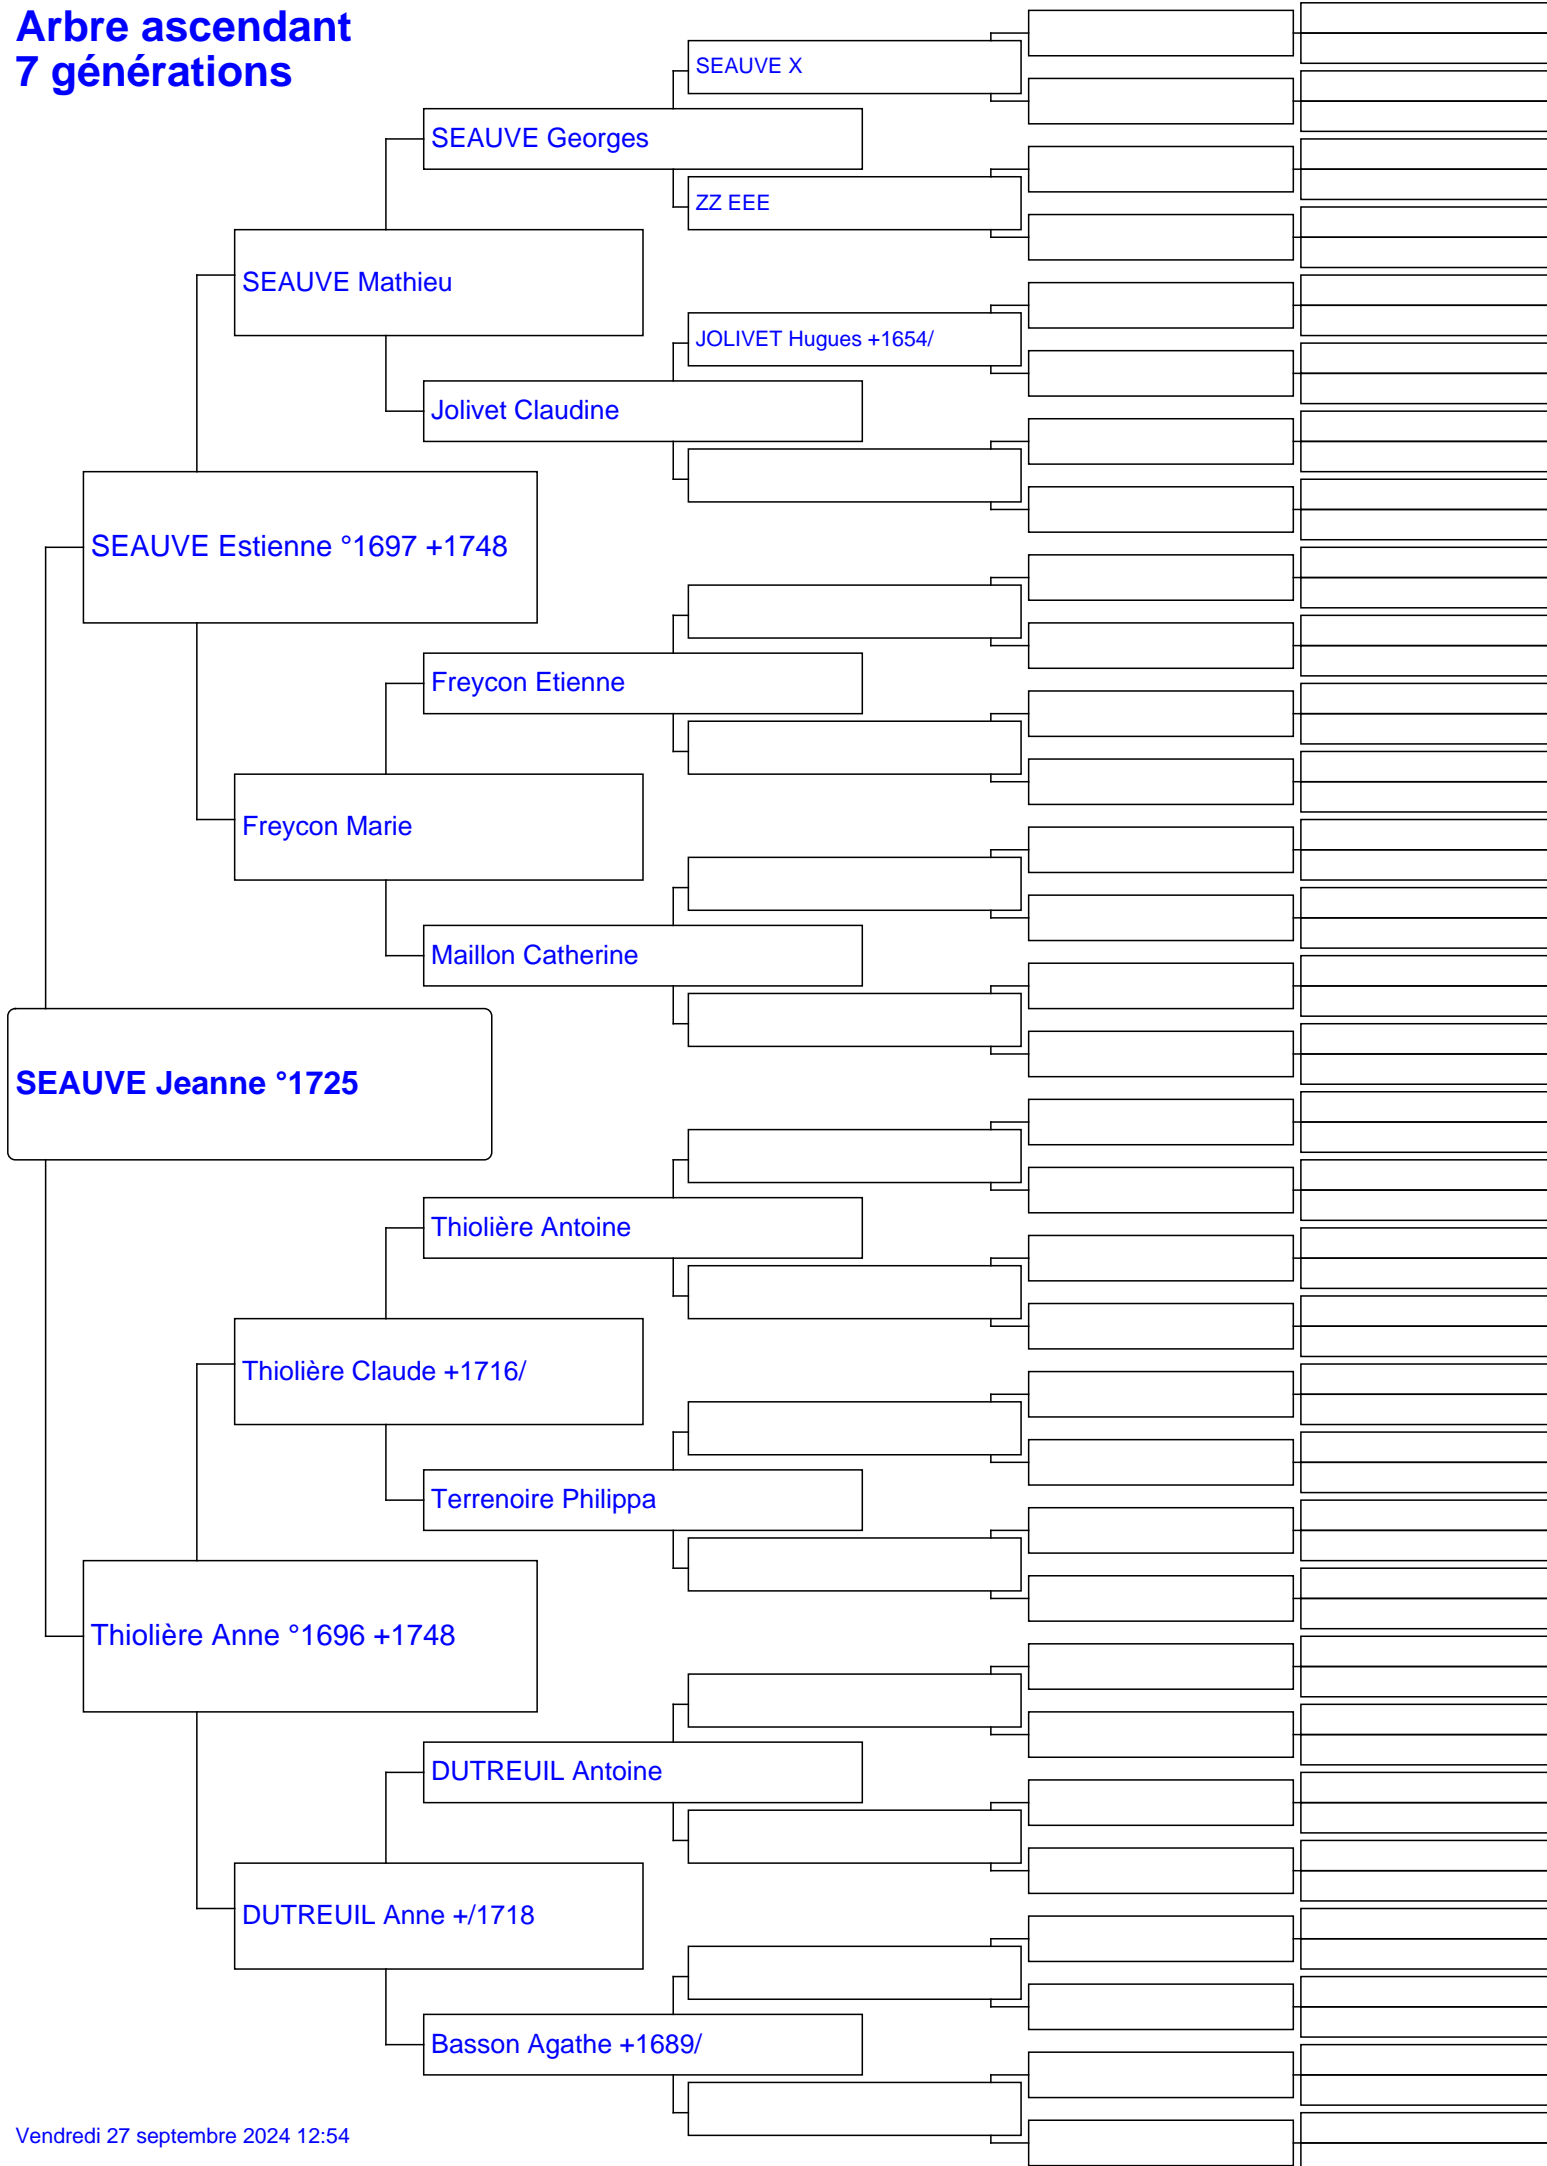 Arbre ascendant
7 générations
SEAUVE X
SEAUVE Georges
ZZ EEE
SEAUVE Mathieu
JOLIVET Hugues +1654/
Jolivet Claudine
SEAUVE Estienne °1697 +1748
Freycon Etienne
Freycon Marie
Maillon Catherine
SEAUVE Jeanne °1725
Thiolière Antoine
Thiolière Claude +1716/
Terrenoire Philippa
Thiolière Anne °1696 +1748
DUTREUIL Antoine
DUTREUIL Anne +/1718
Basson Agathe +1689/
Vendredi 27 septembre 2024 12:54